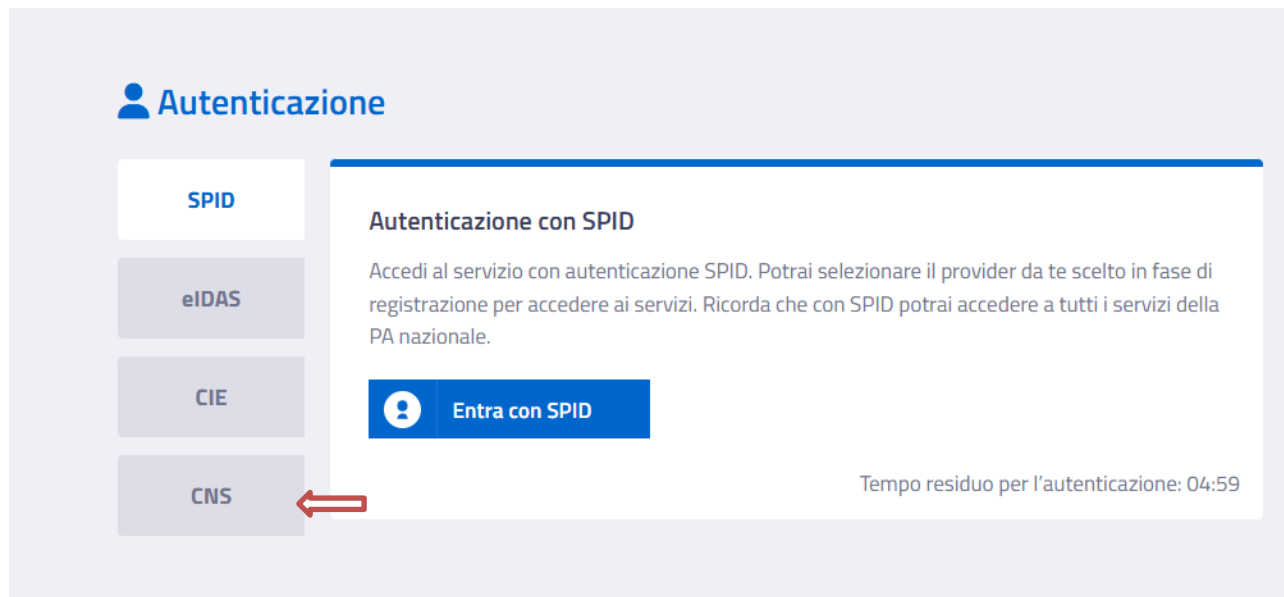 Autenticazione
SPID
eIDAS
CIE
CNS
Autenticazione con SPID
Accedi al servizio con autenticazione SPID. Potrai selezionare il provider da te scelto in fase di
registrazione per accedere ai servizi. Ricorda che con SPID potrai accedere a tutti i servizi della
PA nazionale.
Entra con SPID
Tempo residuo per l'autenticazione: 04:59